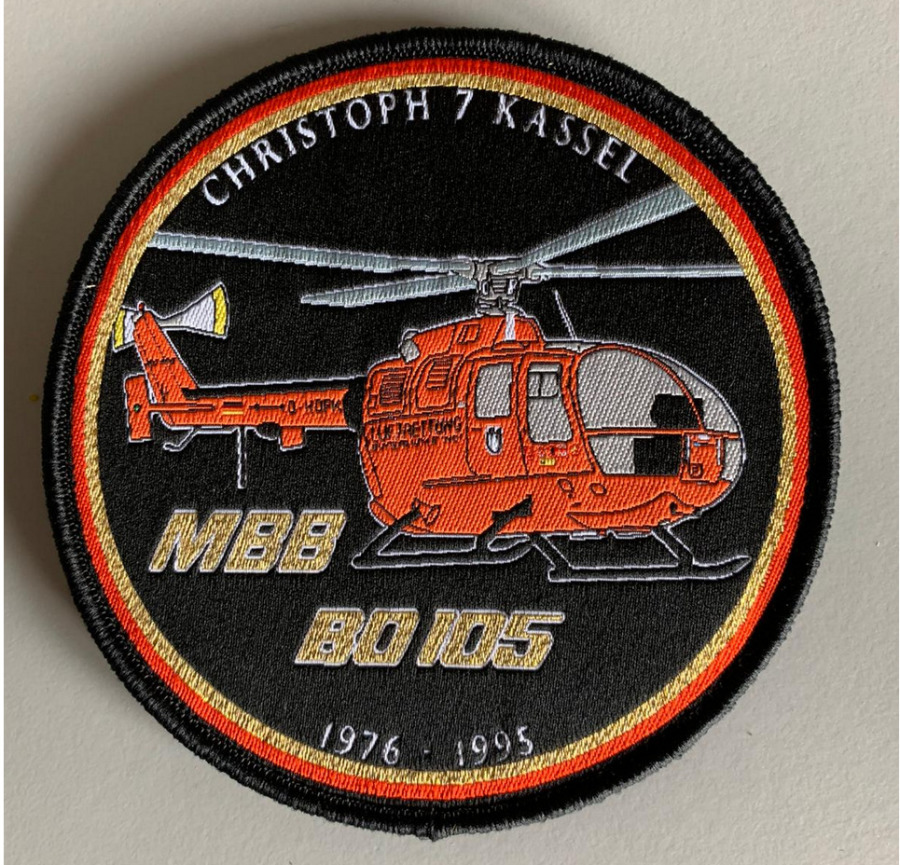 CHRISTOPH 7 KASSEL
MBB
BO 105
1976 - 1995